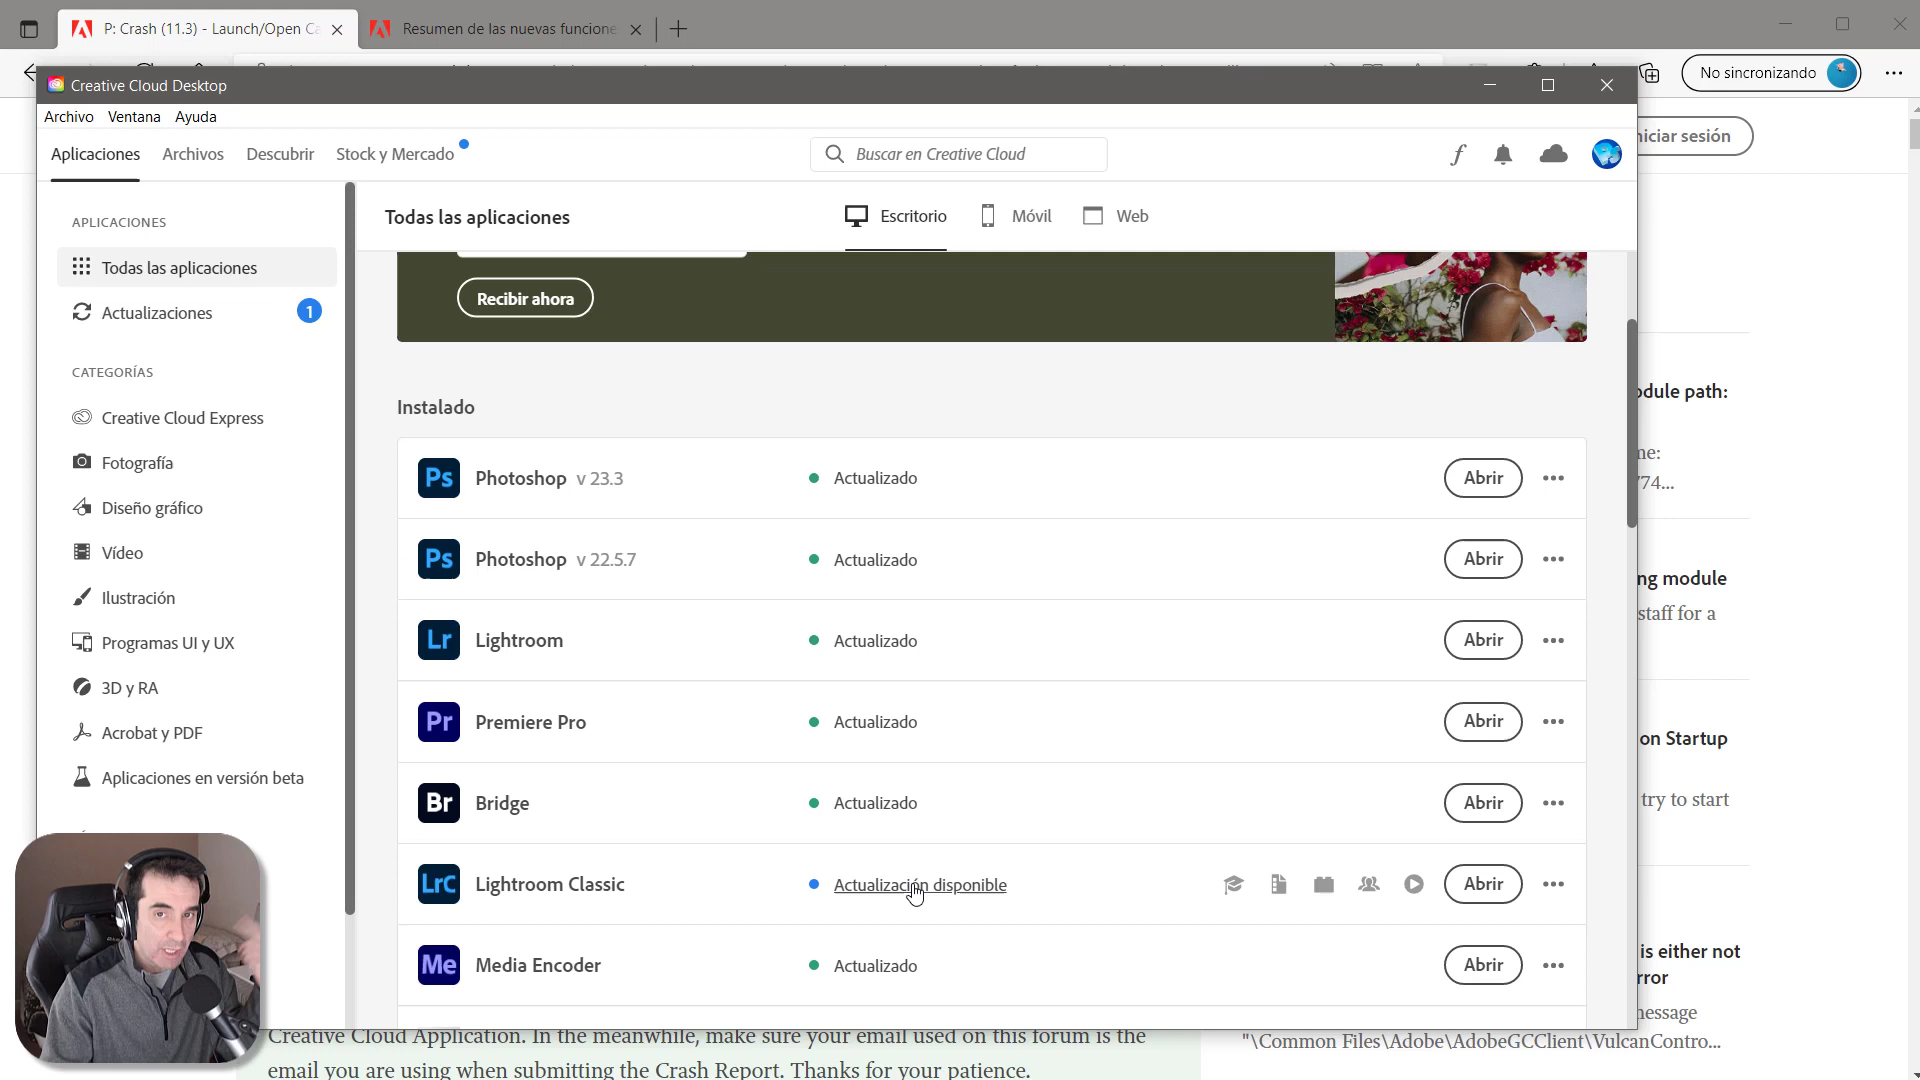 P: Crash (11.3) - Launch/Open Ca
Resumen de las nuevas funcione
No sincronizando
Creative Cloud Desktop
Archivo Ventana Ayuda
Aplicaciones Archivos Descubrir Stock y Mercado
Buscar en Creative Cloud
niciar sesión
APLICACIONES
Todas las aplicaciones
Actualizaciones 1
CATEGORÍAS
Creative Cloud Express
Fotografía
Diseño gráfico
Vídeo
Ilustración
Programas UI y UX
3D y RA
Acrobat y PDF
Aplicaciones en versión beta
Todas las aplicaciones
Escritorio Móvil Web
Recibir ahora
Instalado
Ps Photoshop v 23.3 Actualizado Abrir
Ps Photoshop v 22.5.7 Actualizado Abrir
Lr Lightroom Actualizado Abrir
Pr Premiere Pro Actualizado Abrir
Br Bridge Actualizado Abrir
LrC Lightroom Classic Actualización disponible Abrir
Me Media Encoder Actualizado Abrir
odule path:
me:
774...
ng module
staff for a
on Startup
try to start
is either not
rror
nessage
"\Common Files\Adobe\AdobeGCClient\VulcanContro...
Creative Cloud Application. In the meanwhile, make sure your email used on this forum is the
email you are using when submitting the Crash Report. Thanks for your patience.